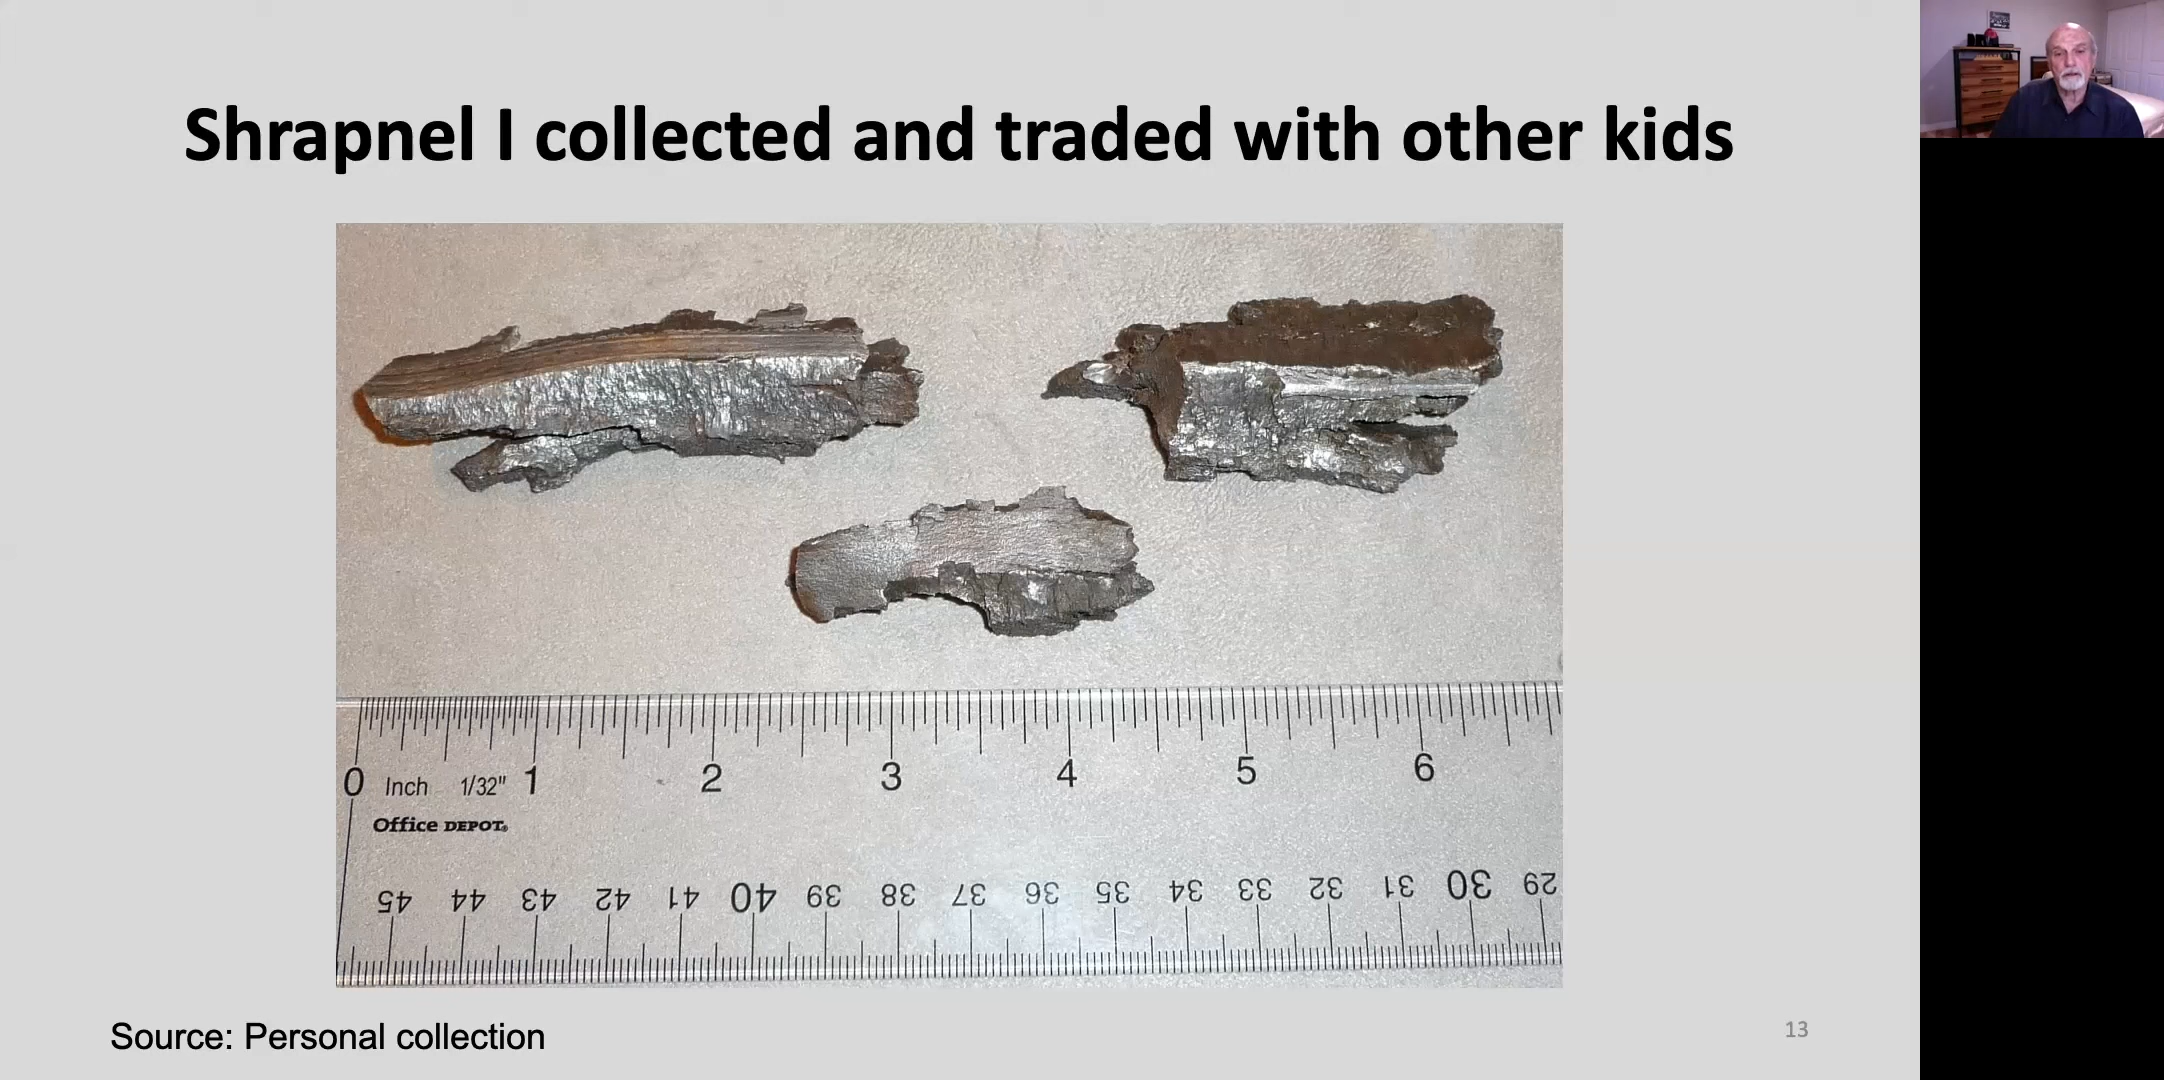 Shrapnel I collected and traded with other kids
0 Inch 1/32" 1 2 3 4 5 6
Office DEPOT®
45 44 43 42 41 40 39 38 37 36 35 34 33 32 31 30 29
Source: Personal collection
13